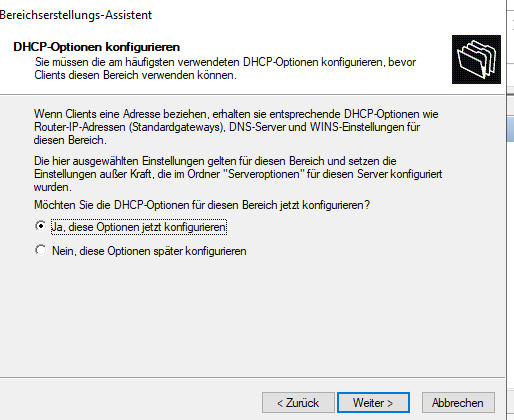 Bereichserstellungs-Assistent
DHCP-Optionen konfigurieren
Sie müssen die am häufigsten verwendeten DHCP-Optionen konfigurieren, bevor
Clients diesen Bereich verwenden können.
Wenn Clients eine Adresse beziehen, erhalten sie entsprechende DHCP-Optionen wie
Router-IP-Adressen (Standardgateways), DNS-Server und WINS-Einstellungen für
diesen Bereich.
Die hier ausgewählten Einstellungen gelten für diesen Bereich und setzen die
Einstellungen außer Kraft, die im Ordner "Serveroptionen" für diesen Server konfiguriert
wurden.
Möchten Sie die DHCP-Optionen für diesen Bereich jetzt konfigurieren?
Ja, diese Optionen jetzt konfigurieren
Nein, diese Optionen später konfigurieren
< Zurück Weiter > Abbrechen